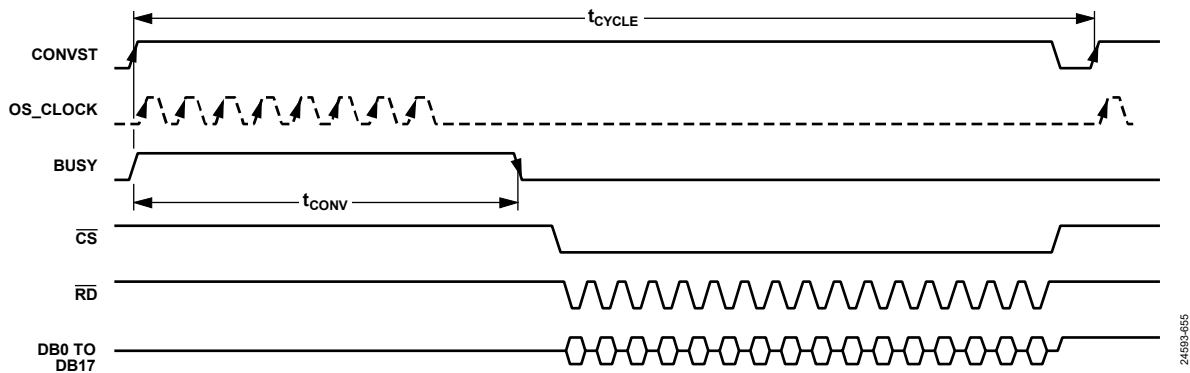 tCYCLE
CONVST
OS_CLOCK
BUSY
tCONV
CS
RD
DB0 TO
DB17
24593-655